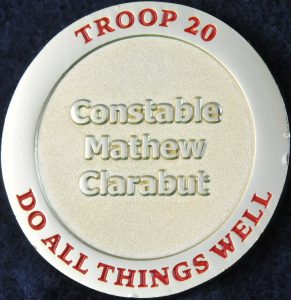 TROOP 20
Constable
Mathew
Clarabut
DO ALL THINGS WELL